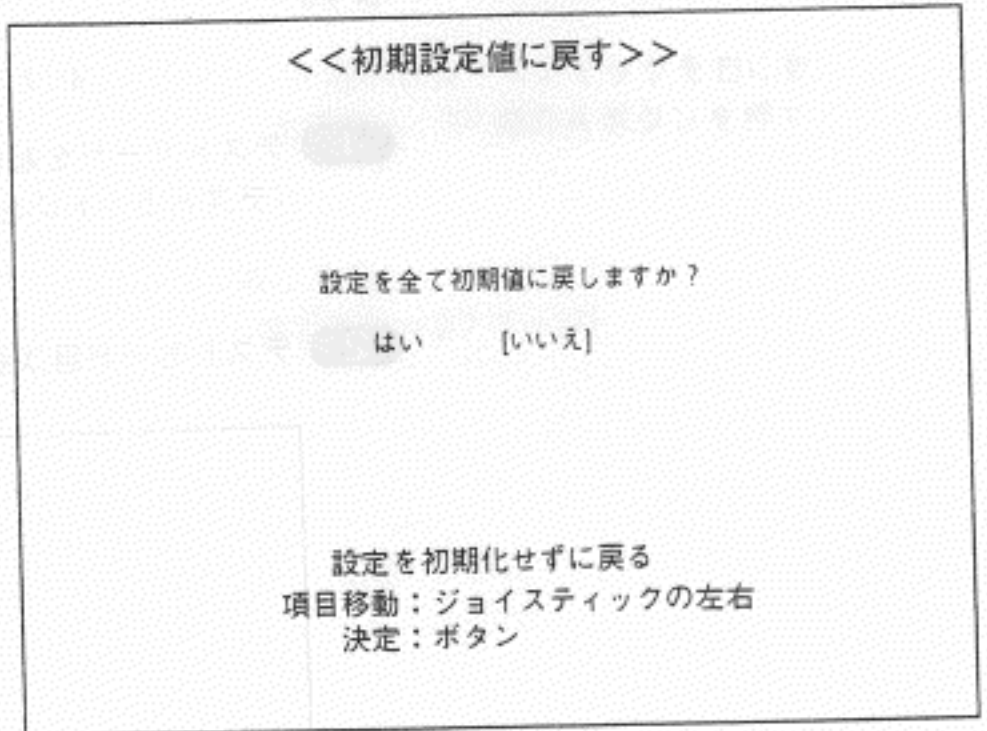 ＜＜初期設定値に戻す＞＞
設定を全て初期値に戻しますか？
はい　[いいえ]
設定を初期化せずに戻る
項目移動：ジョイスティックの左右
決定：ボタン